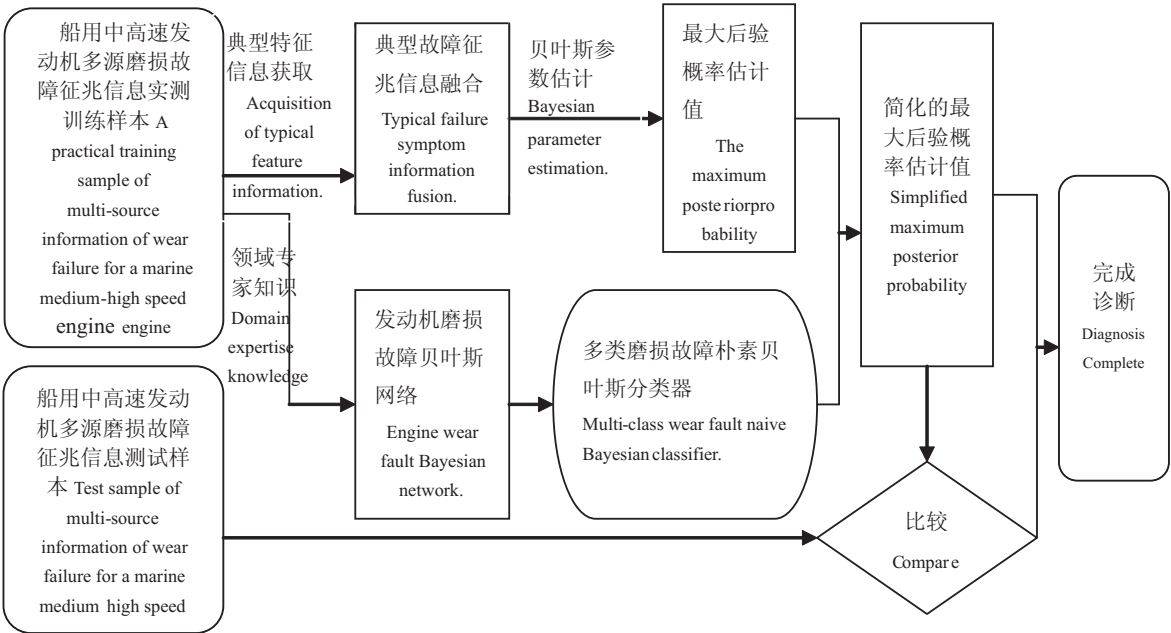 船用中高速发
动机多源磨损故
障征兆信息实测
训练样本 A
practical training
sample of
multi-source
information of wear
failure for a marine
medium-high speed
engine engine
典型特征
信息获取
Acquisition
of typical
feature
information.
典型故障征
兆信息融合
Typical failure
symptom
information
fusion.
贝叶斯参
数估计
Bayesian
parameter
estimation.
最大后验
概率估计
值
The
maximum
poste riorpro
bability
简化的最
大后验概
率估计值
Simplified
maximum
posterior
probability
完成
诊断
Diagnosis
Complete
领域专
家知识
Domain
expertise
knowledge
发动机磨损
故障贝叶斯
网络
Engine wear
fault Bayesian
network.
多类磨损故障朴素贝
叶斯分类器
Multi-class wear fault naive
Bayesian classifier.
船用中高速发动
机多源磨损故障
征兆信息测试样
本 Test sample of
multi-source
information of wear
failure for a marine
medium high speed
比较
Compare